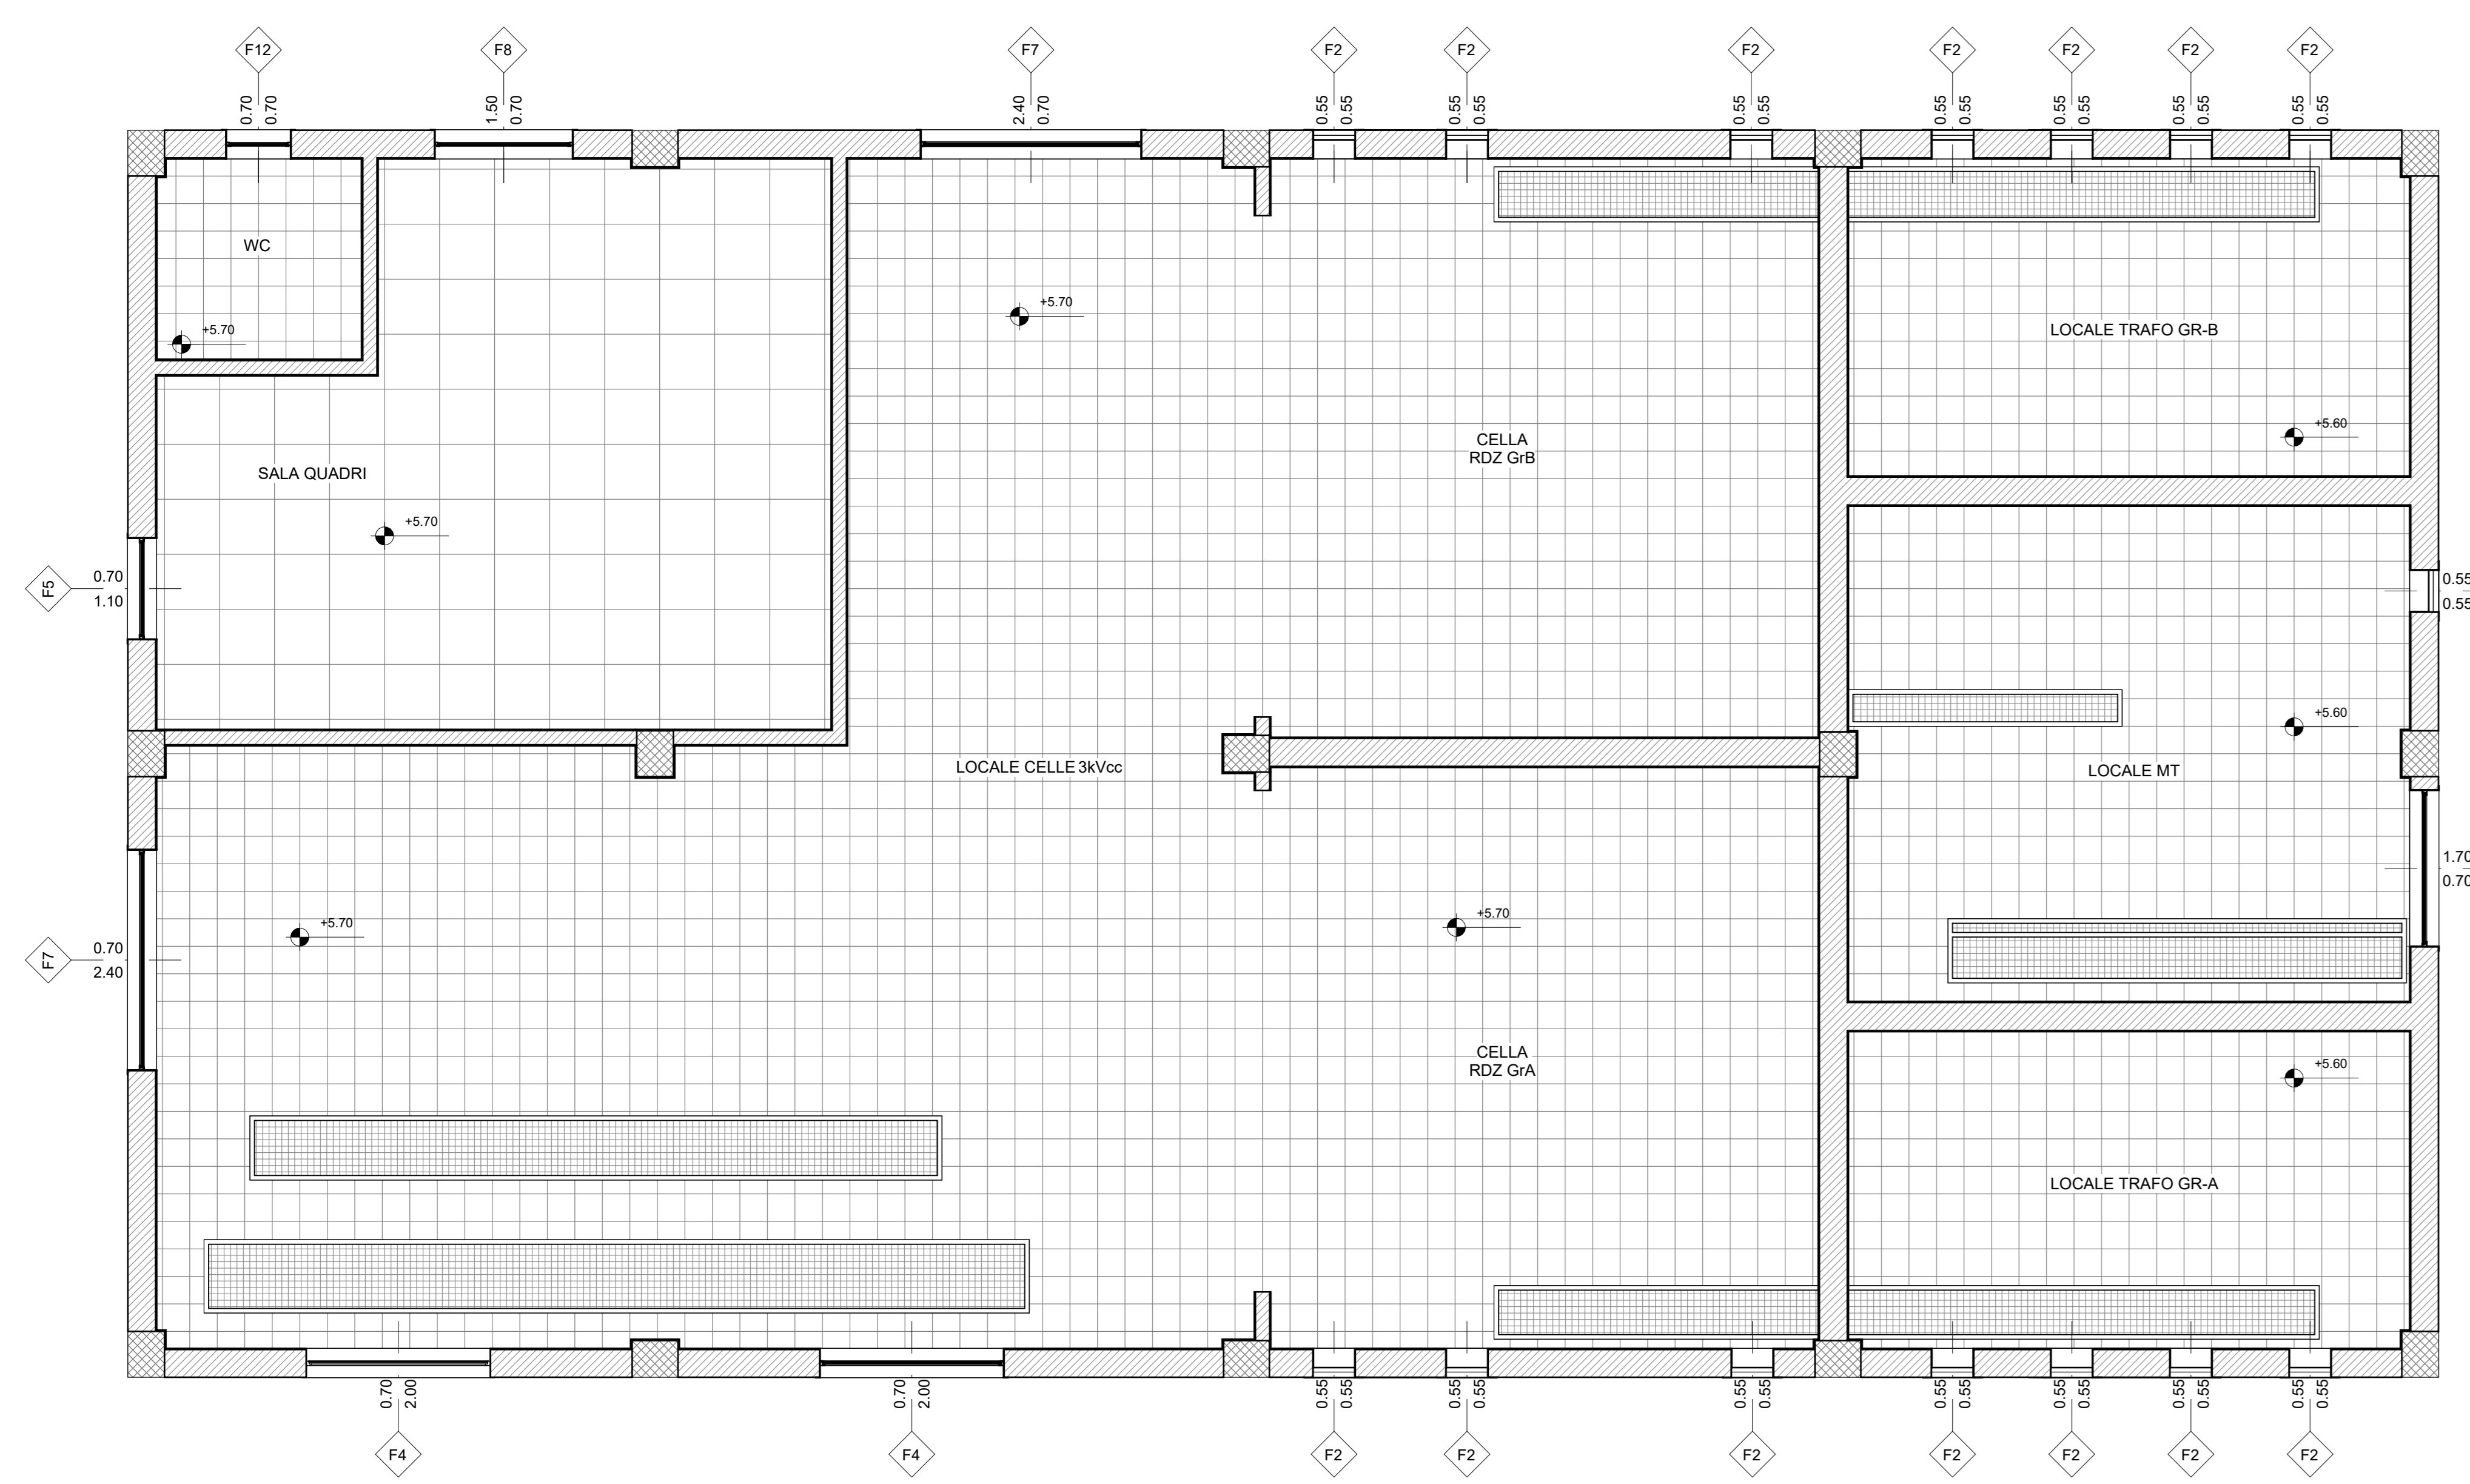 F12
F8
F7
F2
F2
F2
F2
F2
F2
F2
0.70
0.70
1.50
0.70
2.40
0.70
0.55
0.55
0.55
0.55
0.55
0.55
0.55
0.55
0.55
0.55
0.55
0.55
0.55
0.55
WC
+5.70
+5.70
LOCALE TRAFO GR-B
+5.60
CELLA
RDZ GrB
SALA QUADRI
+5.70
F5
0.70
1.10
0.55
0.55
+5.60
LOCALE CELLE 3kVcc
LOCALE MT
1.70
0.70
+5.70
+5.70
F7
0.70
2.40
CELLA
RDZ GrA
+5.60
LOCALE TRAFO GR-A
0.70
2.00
0.70
2.00
0.55
0.55
0.55
0.55
0.55
0.55
0.55
0.55
0.55
0.55
0.55
0.55
0.55
0.55
F4
F4
F2
F2
F2
F2
F2
F2
F2